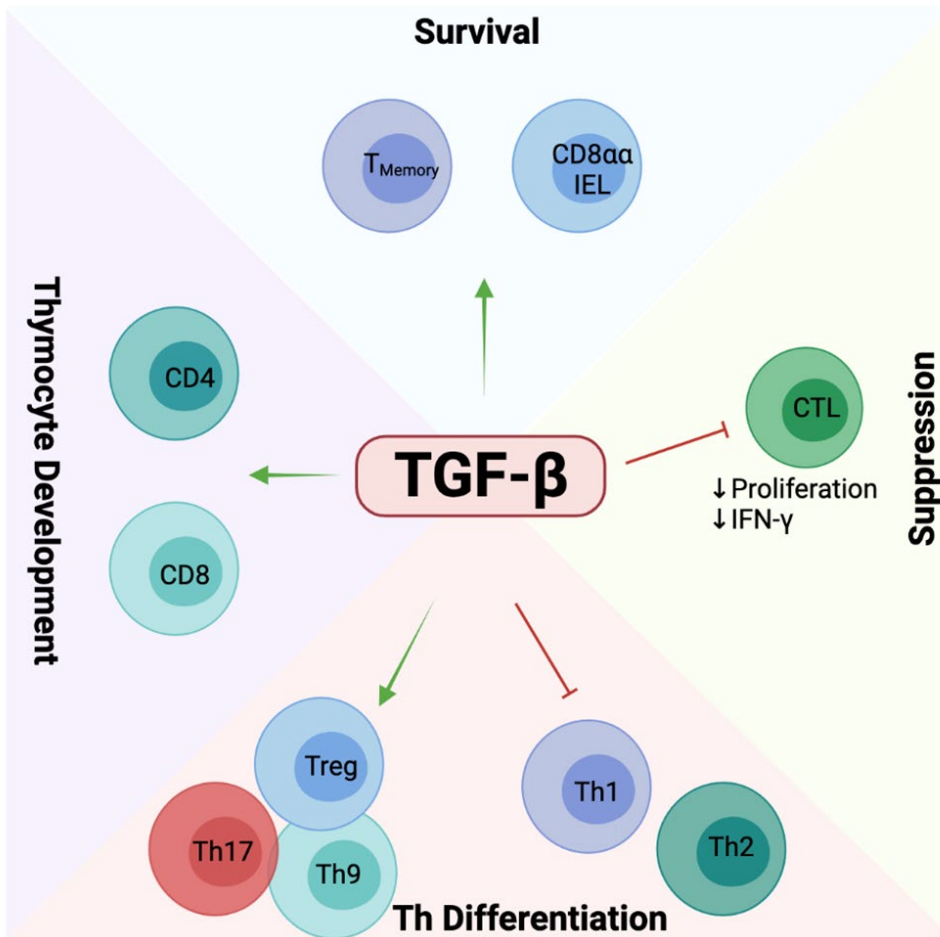 Survival
TMemory
CD8αα
IEL
Thymocyte Development
CD4
CD8
TGF-β
CTL
↓Proliferation
↓IFN-γ
Suppression
Treg
Th17
Th9
Th1
Th2
Th Differentiation